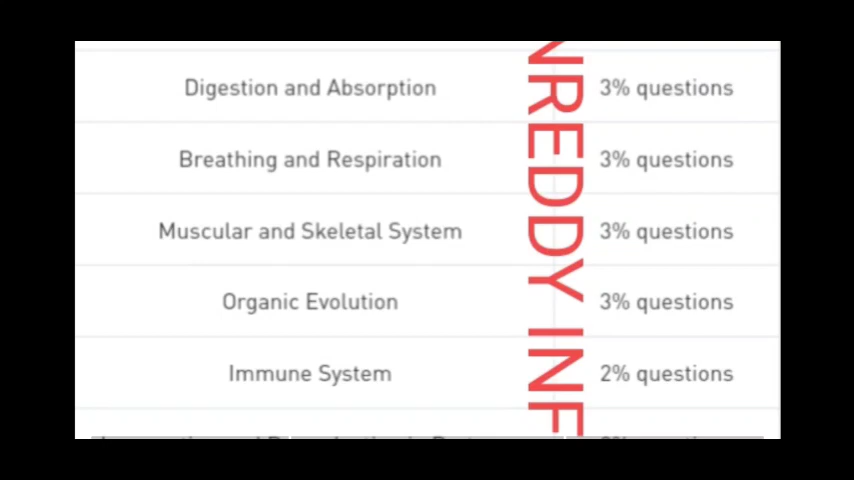 Digestion and Absorption 3% questions
Breathing and Respiration 3% questions
Muscular and Skeletal System 3% questions
Organic Evolution 3% questions
Immune System 2% questions
NREDDY INF